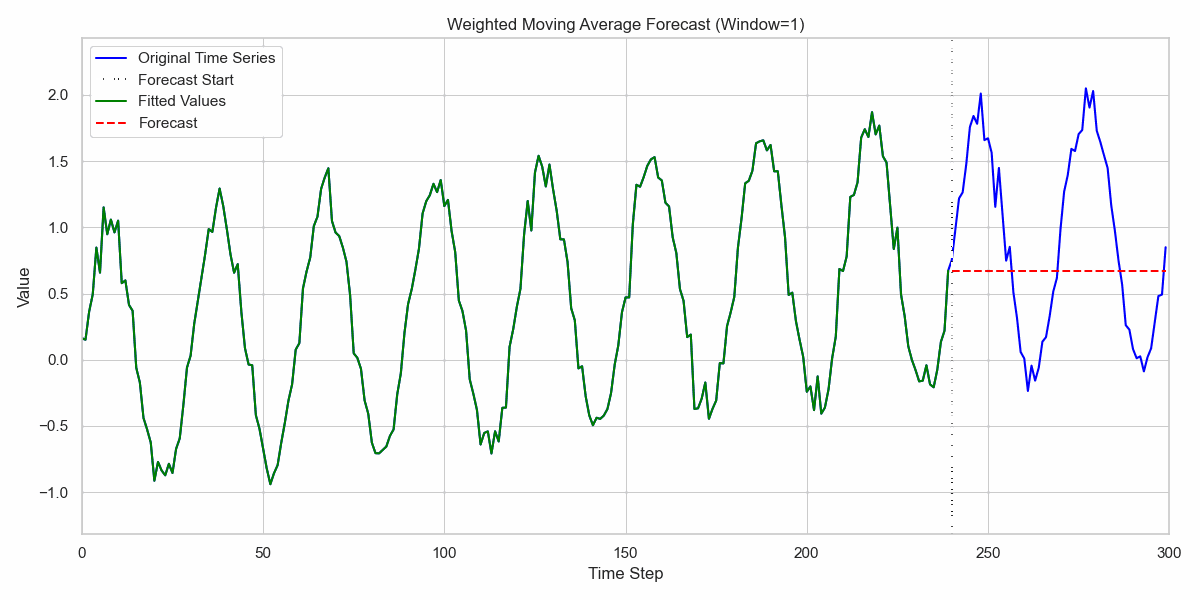 Weighted Moving Average Forecast (Window=1)
Original Time Series
Forecast Start
Fitted Values
Forecast
Value
2.0
1.5
1.0
0.5
0.0
−0.5
−1.0
0 50 100 150 200 250 300
Time Step